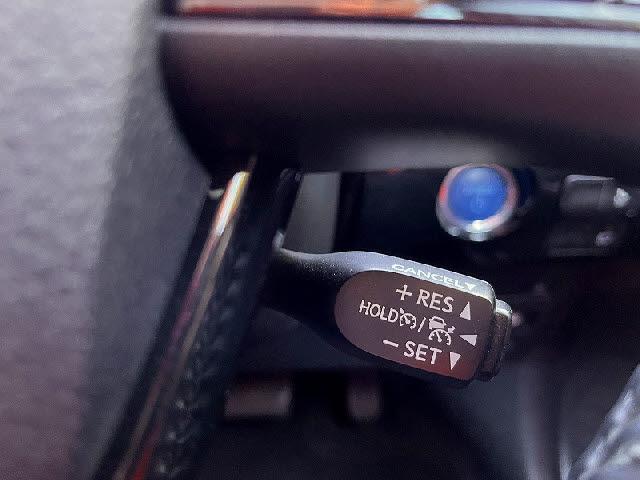 CANCEL▼
+ RES ▲
HOLD / ◀
− SET ▼